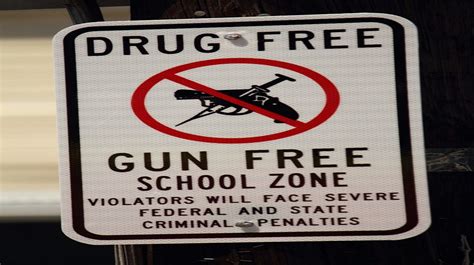 DRUG FREE
GUN FREE
SCHOOL ZONE
VIOLATORS WILL FACE SEVERE
FEDERAL AND STATE
CRIMINAL PENALTIES